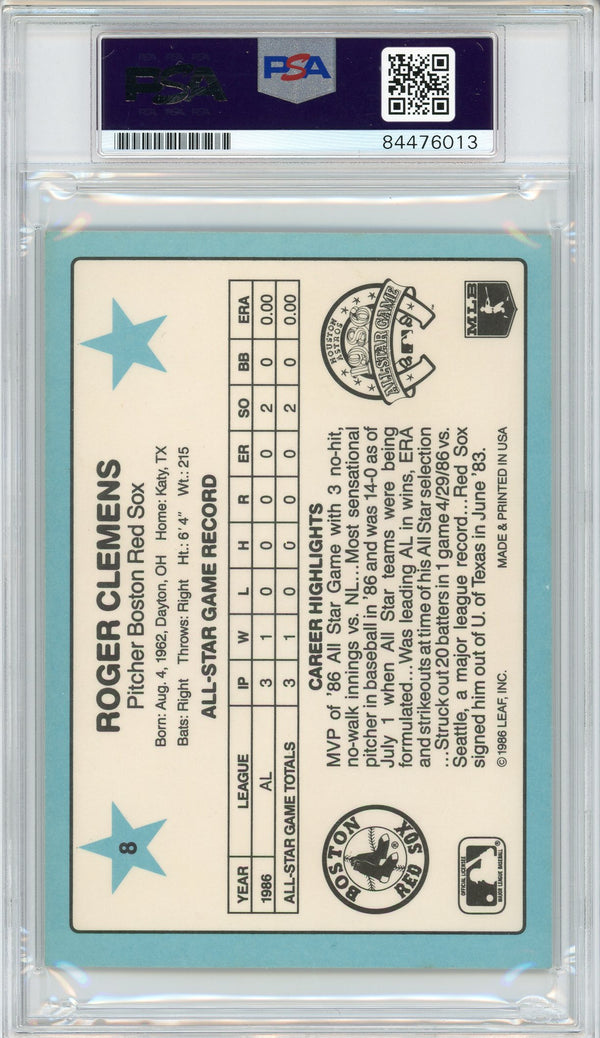 PSA
PSA
84476013
8
ROGER CLEMENS
Pitcher Boston Red Sox
Born: Aug. 4, 1962, Dayton, OH Home: Katy, TX
Bats: Right Throws: Right Ht.: 6' 4" Wt.: 215
ALL-STAR GAME RECORD
YEAR LEAGUE IP W L H R ER SO BB ERA
1986 AL 3 1 0 0 0 0 2 0 0.00
ALL-STAR GAME TOTALS 3 1 0 0 0 0 2 0 0.00
BOSTON
RED SOX
CAREER HIGHLIGHTS
MVP of '86 All Star Game with 3 no-hit,
no-walk innings vs. NL...Most sensational
pitcher in baseball in '86 and was 14-0 as of
July 1 when All Star teams were being
formulated...Was leading AL in wins, ERA
and strikeouts at time of his All Star selection
...Struck out 20 batters in 1 game 4/29/86 vs.
Seattle, a major league record...Red Sox
signed him out of U. of Texas in June '83.
HOUSTON
ASTROS
1986
ALL-STAR GAME
OFFICIAL LICENSEE
MAJOR LEAGUE BASEBALL
© 1986 LEAF, INC.
MADE & PRINTED IN USA
MLB